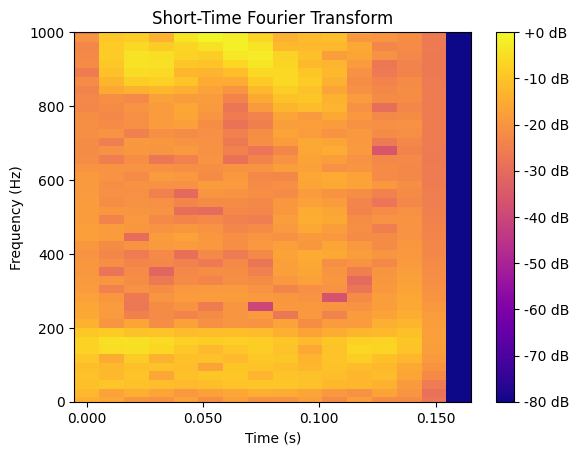 Short-Time Fourier Transform
Frequency (Hz)
1000
800
600
400
200
0
0.000
0.050
0.100
0.150
Time (s)
+0 dB
-10 dB
-20 dB
-30 dB
-40 dB
-50 dB
-60 dB
-70 dB
-80 dB